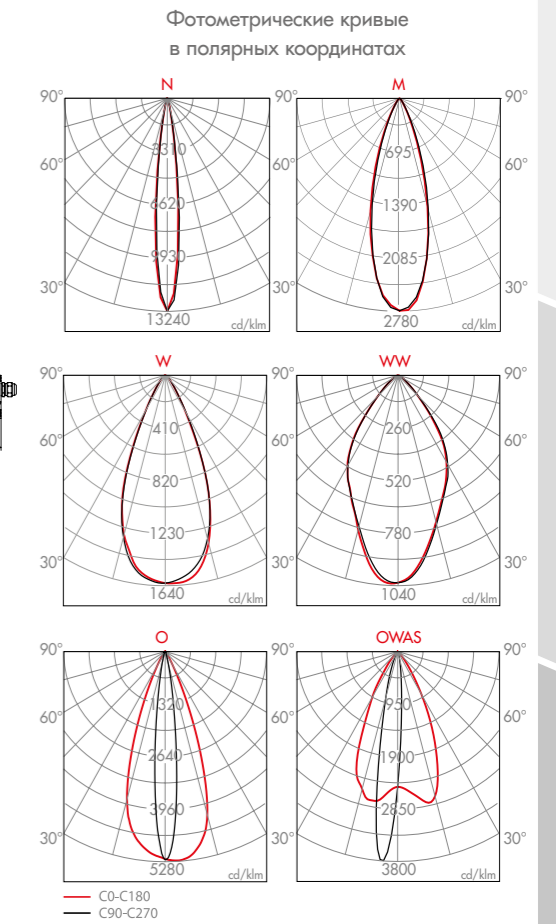 Фотометрические кривые
в полярных координатах
N
M
90° 90° 90°
3310
695
60° 60° 60°
6620
1390
9930
2085
30° 30° 30°
13240 cd/klm
2780 cd/klm
W
WW
90° 90° 90°
410
260
60° 60° 60°
820
520
1230
780
30° 30° 30°
1640 cd/klm
1040 cd/klm
O
OWAS
90° 90° 90°
1320
950
60° 60° 60°
2640
1900
3960
2850
30° 30° 30°
5280 cd/klm
3800 cd/klm
C0-C180
C90-C270